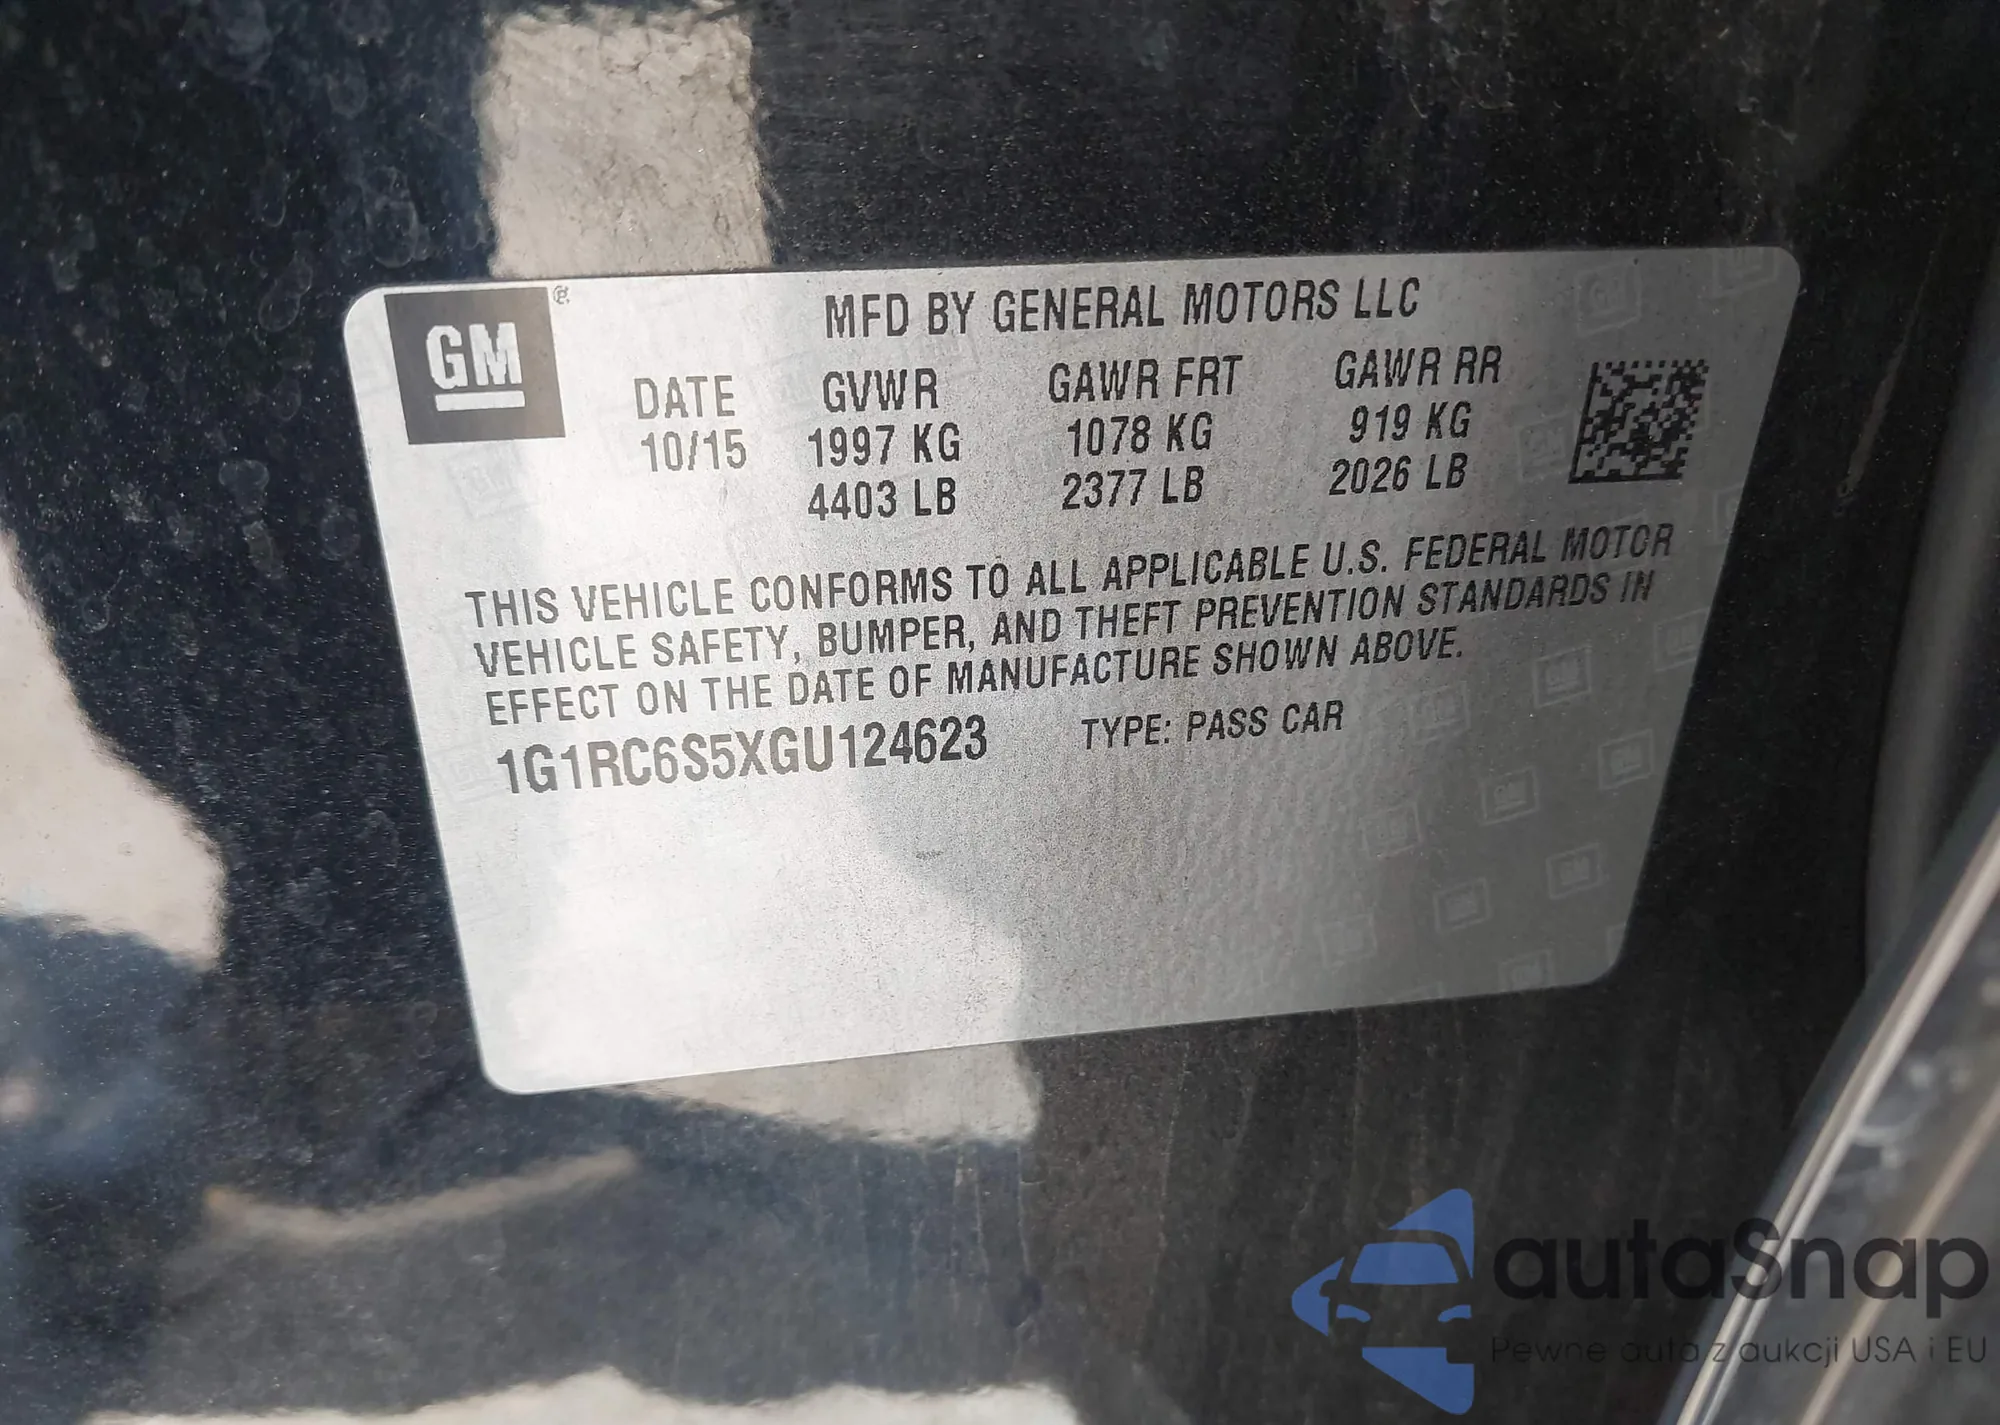 GM
MFD BY GENERAL MOTORS LLC
DATE GVWR GAWR FRT GAWR RR
10/15 1997 KG 1078 KG 919 KG
4403 LB 2377 LB 2026 LB
THIS VEHICLE CONFORMS TO ALL APPLICABLE U.S. FEDERAL MOTOR
VEHICLE SAFETY, BUMPER, AND THEFT PREVENTION STANDARDS IN
EFFECT ON THE DATE OF MANUFACTURE SHOWN ABOVE.
1G1RC6S5XGU124623 TYPE: PASS CAR
autaSnap
Pewne auta z aukcji USA i EU